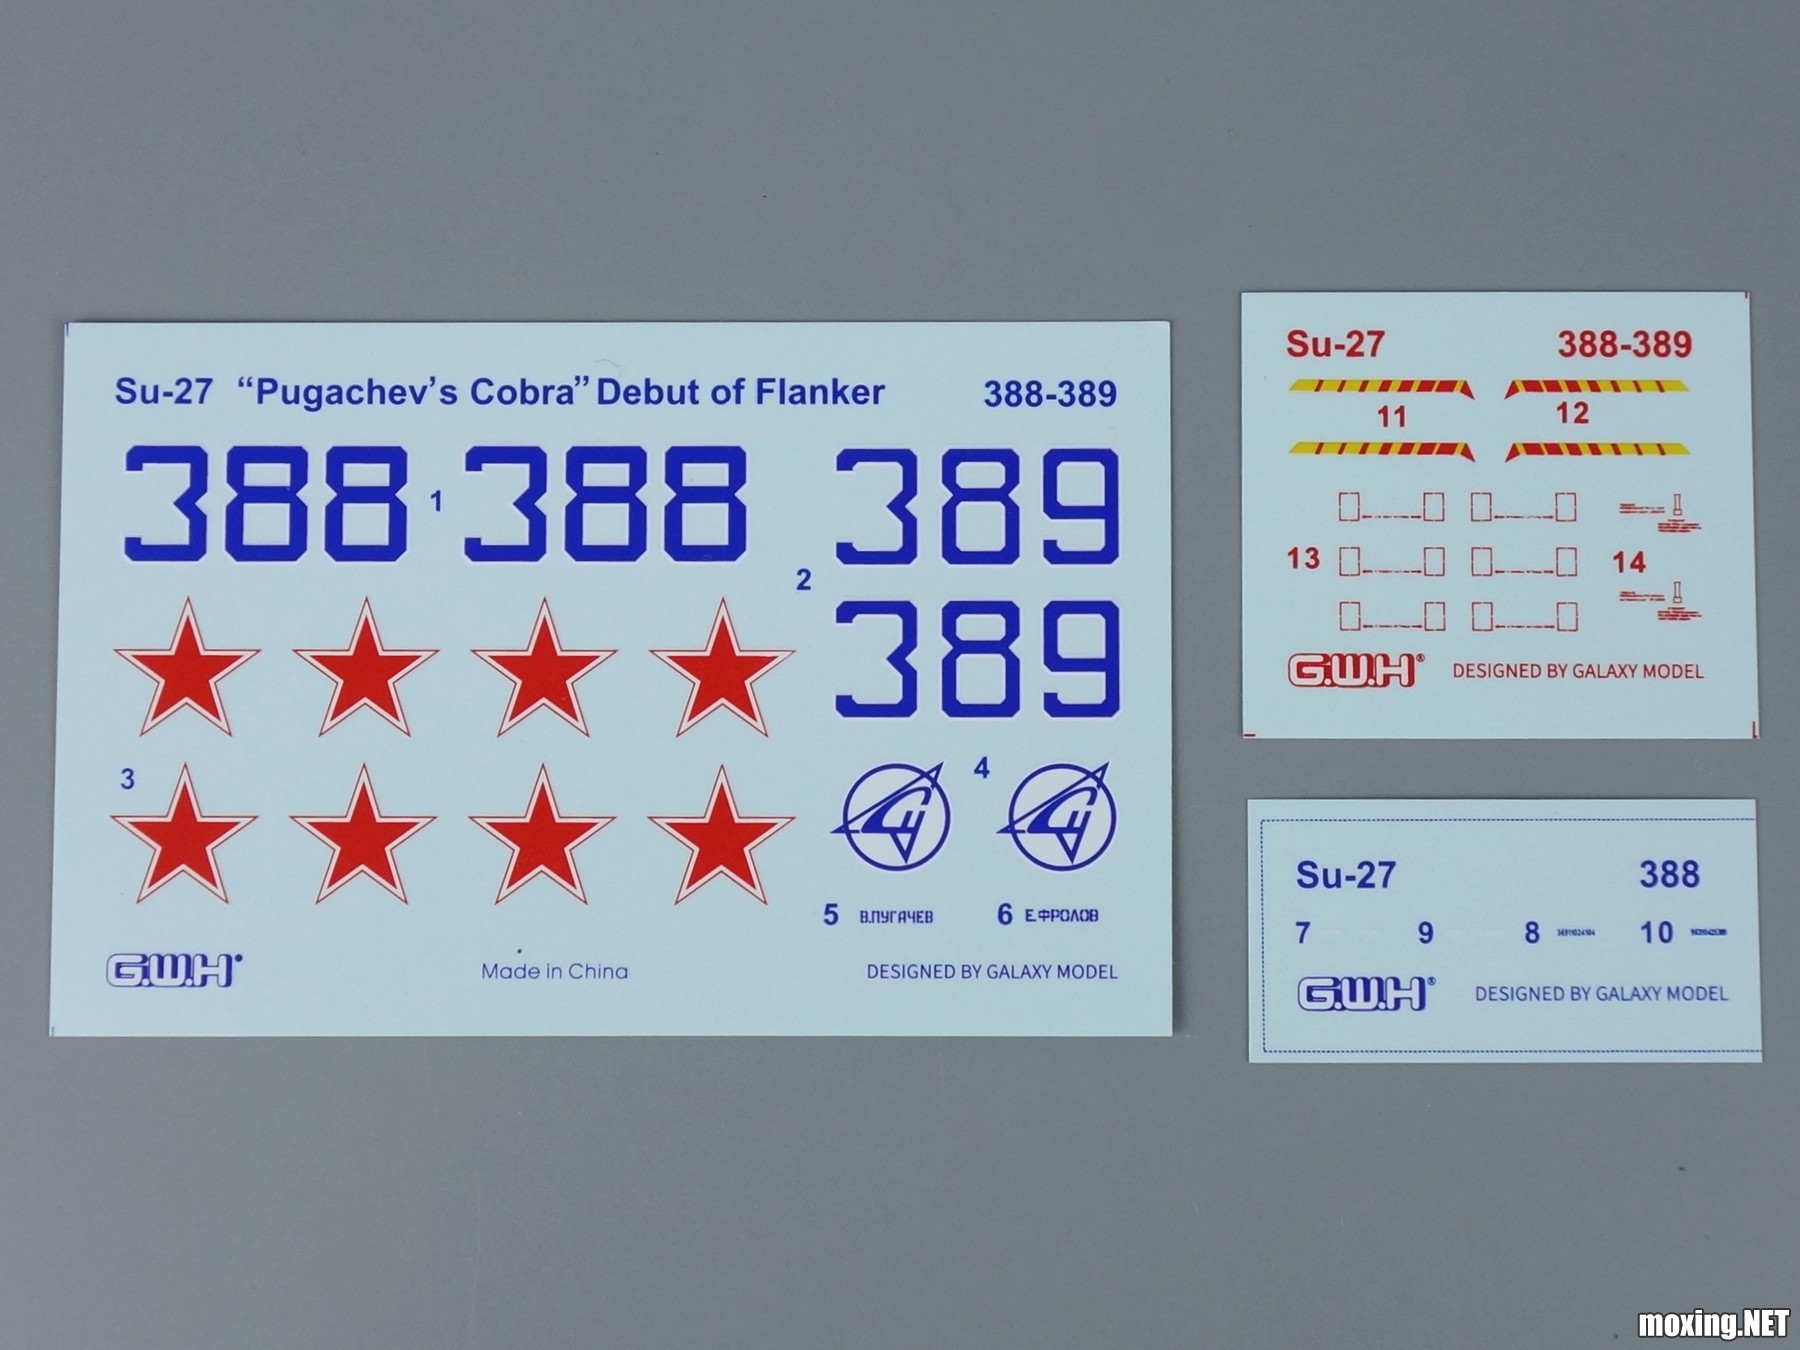 Su-27 “Pugachev’s Cobra” Debut of Flanker 388-389
388 1 388 389
2
389
3
4
5 В.ПУГАЧЕВ 6 Е.ФРОЛОВ
G.W.H Made in China DESIGNED BY GALAXY MODEL
Su-27 388-389
11 12
13 14
G.W.H® DESIGNED BY GALAXY MODEL
Su-27 388
7 9 8 10
G.W.H® DESIGNED BY GALAXY MODEL
moxing.NET